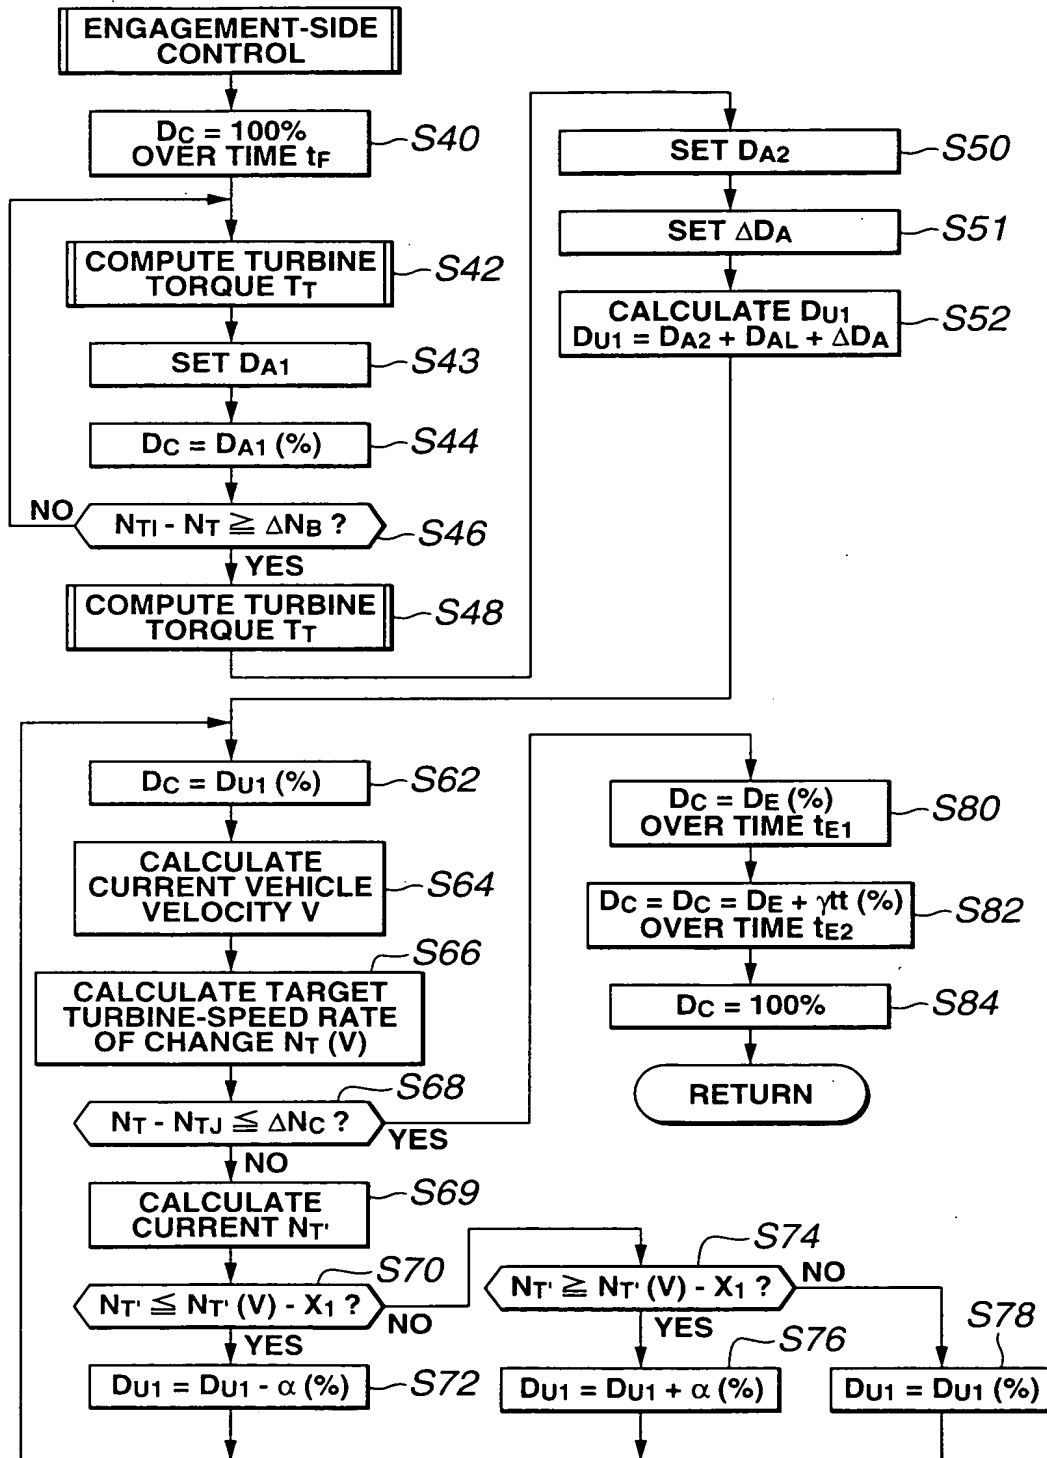 ENGAGEMENT-SIDE
CONTROL
DC = 100%
OVER TIME tF
S40
COMPUTE TURBINE
TORQUE TT
S42
SET DA1
S43
DC = DA1 (%)
S44
NTI - NT ≧ ΔNB ?
S46
NO
YES
COMPUTE TURBINE
TORQUE TT
S48
SET DA2
S50
SET ΔDA
S51
CALCULATE DU1
DU1 = DA2 + DAL + ΔDA
S52
DC = DU1 (%)
S62
CALCULATE
CURRENT VEHICLE
VELOCITY V
S64
S66
CALCULATE TARGET
TURBINE-SPEED RATE
OF CHANGE NT (V)
S68
NT - NTJ ≦ ΔNC ?
YES
NO
CALCULATE
CURRENT NT'
S69
S70
NT' ≦ NT' (V) - X1 ?
NO
YES
DU1 = DU1 - α (%)
S72
S74
NT' ≧ NT' (V) - X1 ?
NO
YES
S76
DU1 = DU1 + α (%)
S78
DU1 = DU1 (%)
DC = DE (%)
OVER TIME tE1
S80
DC = DC = DE + γtt (%)
OVER TIME tE2
S82
DC = 100%
S84
RETURN